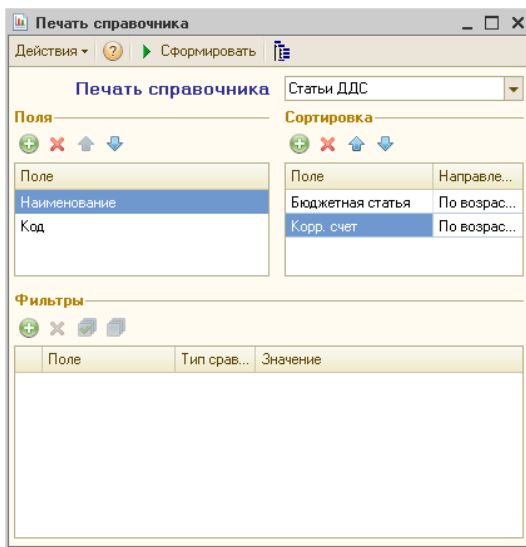 Печать справочника
Действия Сформировать
Печать справочника Статьи ДДС
Поля Сортировка
Поле Поле Направле...
Наименование Бюджетная статья По возрас...
Код Корр. счет По возрас...
Фильтры
Поле Тип срав... Значение